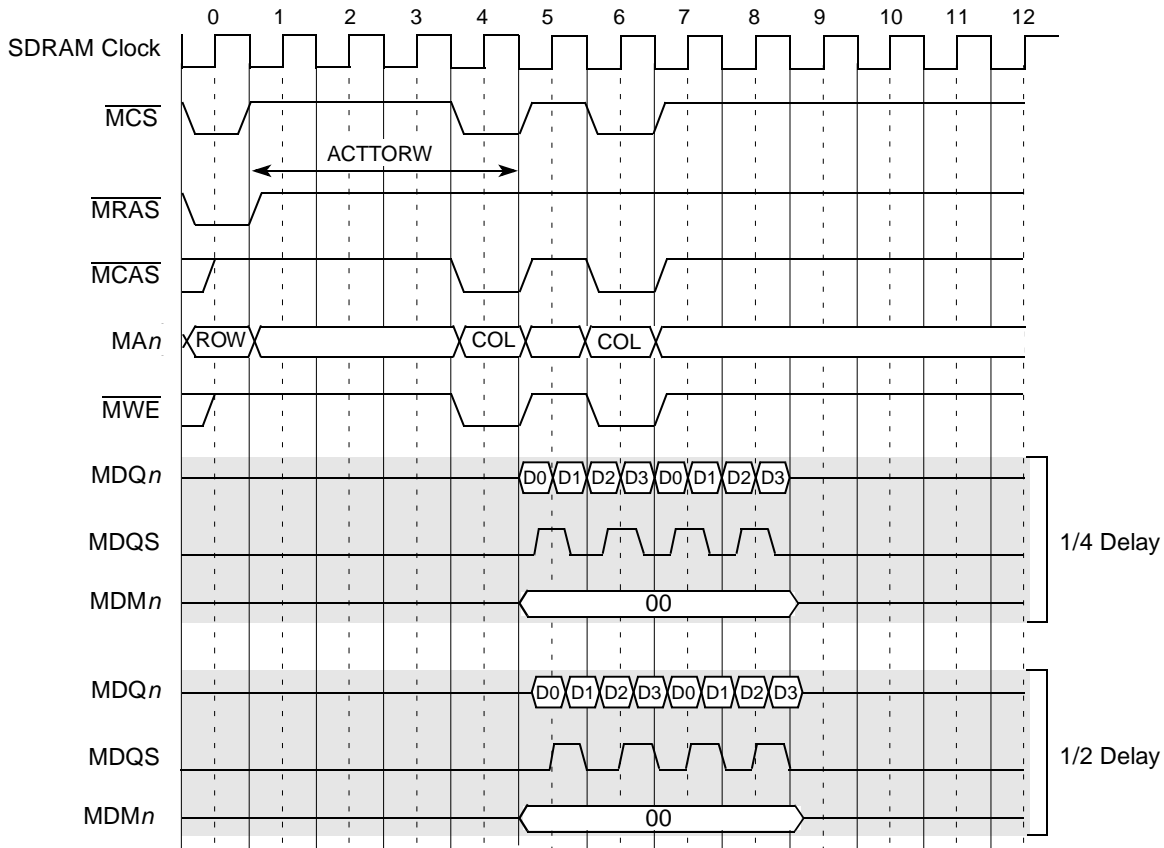 0 1 2 3 4 5 6 7 8 9 10 11 12
SDRAM Clock
MCS
ACTTORW
MRAS
MCAS
MAn ROW COL COL
MWE
MDQn D0 D1 D2 D3 D0 D1 D2 D3
MDQS
1/4 Delay
MDMn 00
MDQn D0 D1 D2 D3 D0 D1 D2 D3
MDQS
1/2 Delay
MDMn 00